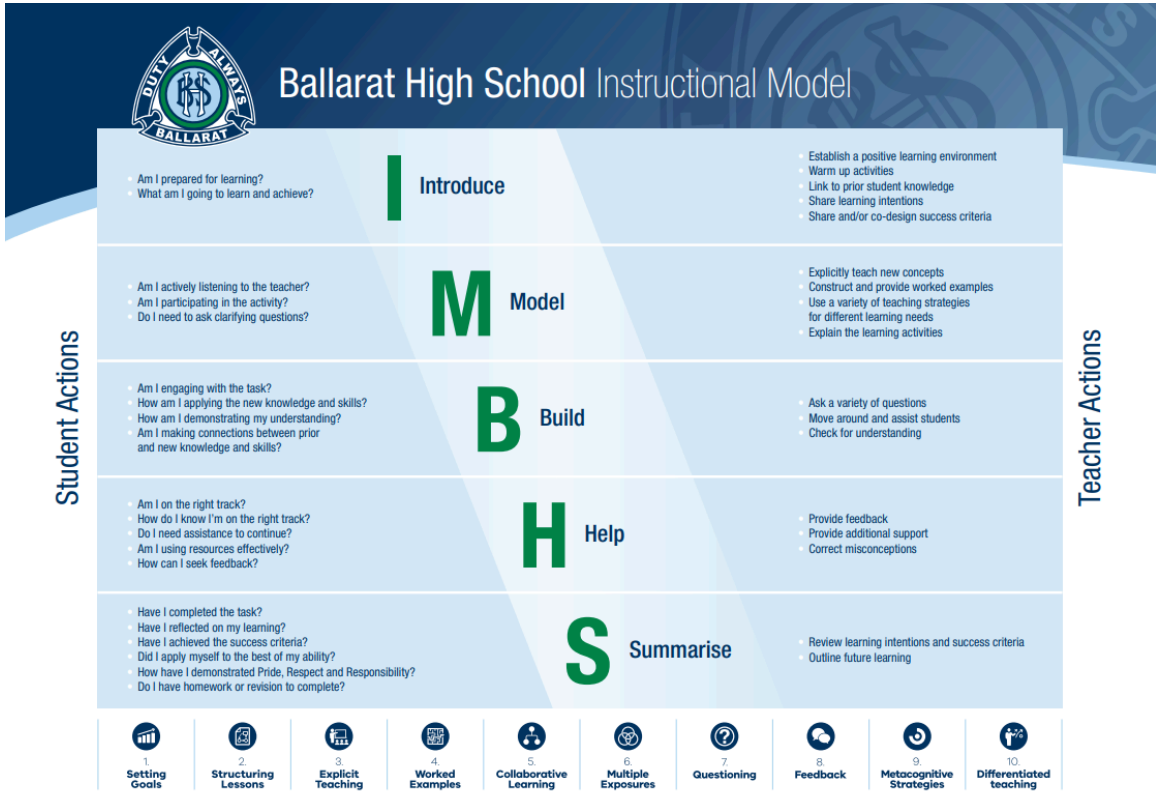 DUTY ALWAYS
BHS
BALLARAT
Ballarat High School Instructional Model
Student Actions
Teacher Actions
Am I prepared for learning?
What am I going to learn and achieve?
I Introduce
Establish a positive learning environment
Warm up activities
Link to prior student knowledge
Share learning intentions
Share and/or co-design success criteria
Am I actively listening to the teacher?
Am I participating in the activity?
Do I need to ask clarifying questions?
M Model
Explicitly teach new concepts
Construct and provide worked examples
Use a variety of teaching strategies
for different learning needs
Explain the learning activities
Am I engaging with the task?
How am I applying the new knowledge and skills?
How am I demonstrating my understanding?
Am I making connections between prior
and new knowledge and skills?
B Build
Ask a variety of questions
Move around and assist students
Check for understanding
Am I on the right track?
How do I know I'm on the right track?
Do I need assistance to continue?
Am I using resources effectively?
How can I seek feedback?
H Help
Provide feedback
Provide additional support
Correct misconceptions
Have I completed the task?
Have I reflected on my learning?
Have I achieved the success criteria?
Did I apply myself to the best of my ability?
How have I demonstrated Pride, Respect and Responsibility?
Do I have homework or revision to complete?
S Summarise
Review learning intentions and success criteria
Outline future learning
1.
Setting
Goals
2.
Structuring
Lessons
3.
Explicit
Teaching
4.
Worked
Examples
5.
Collaborative
Learning
6.
Multiple
Exposures
7.
Questioning
8.
Feedback
9.
Metacognitive
Strategies
10.
Differentiated
teaching